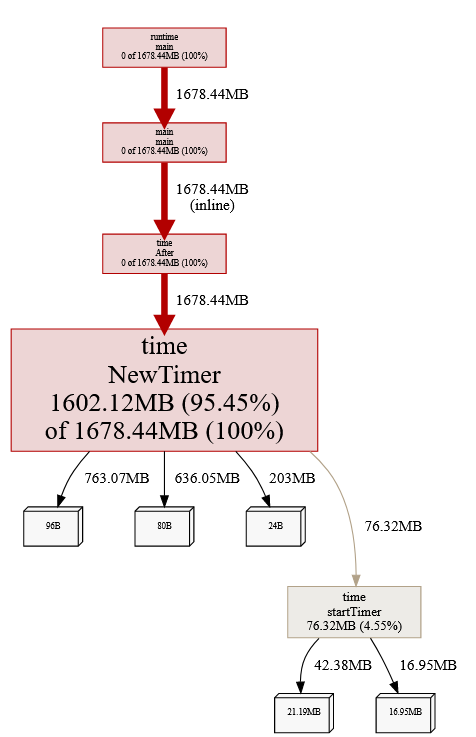 runtime
main
0 of 1678.44MB (100%)
1678.44MB
main
main
0 of 1678.44MB (100%)
1678.44MB
(inline)
time
After
0 of 1678.44MB (100%)
1678.44MB
time
NewTimer
1602.12MB (95.45%)
of 1678.44MB (100%)
763.07MB
636.05MB
203MB
76.32MB
96B
80B
24B
time
startTimer
76.32MB (4.55%)
42.38MB
16.95MB
21.19MB
16.95MB